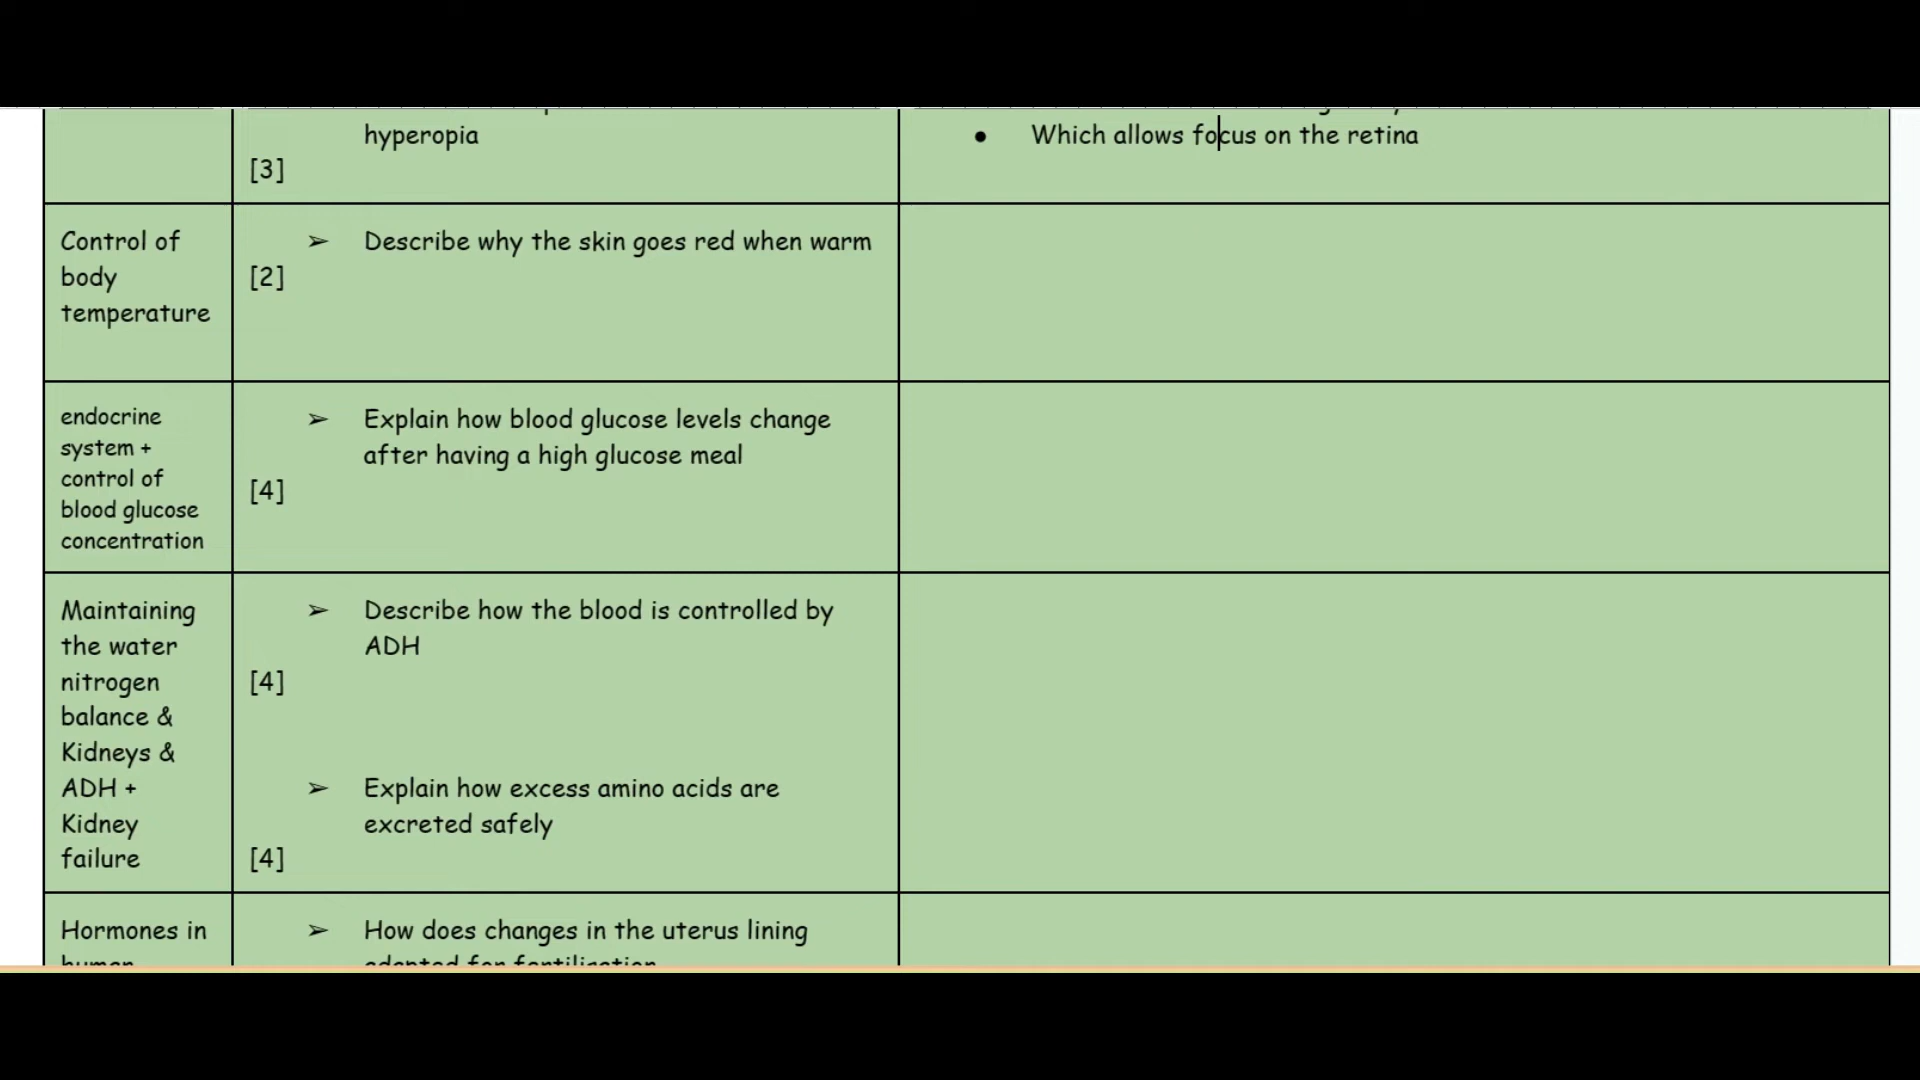 hyperopia
[3]
● Which allows focus on the retina
Control of
body
temperature
➢ Describe why the skin goes red when warm
[2]
endocrine
system +
control of
blood glucose
concentration
➢ Explain how blood glucose levels change
after having a high glucose meal
[4]
Maintaining
the water
nitrogen
balance &
Kidneys &
ADH +
Kidney
failure
➢ Describe how the blood is controlled by
ADH
[4]
➢ Explain how excess amino acids are
excreted safely
[4]
Hormones in
human
➢ How does changes in the uterus lining
adapted for fertilisation